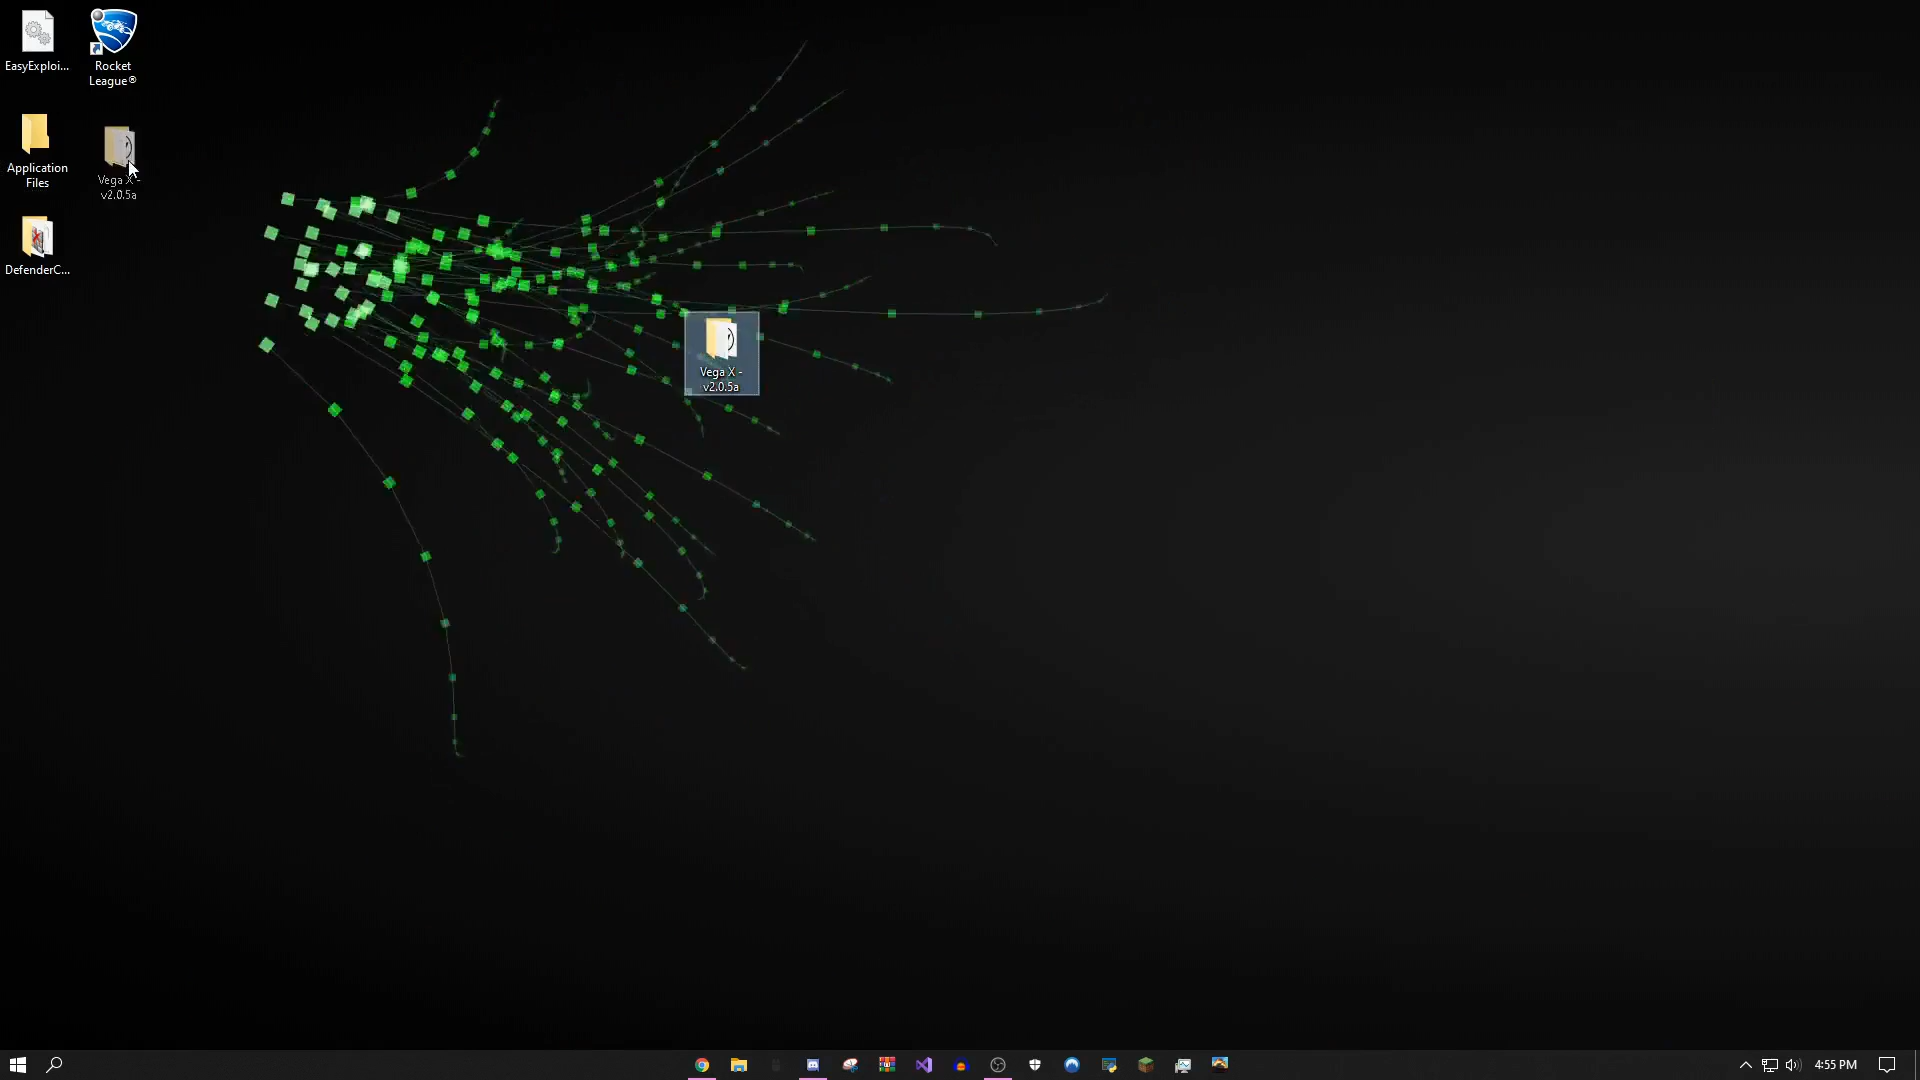 EasyExploi...
Rocket
League®
Application
Files
Vega X -
v2.0.5a
DefenderC...
Vega X -
v2.0.5a
4:55 PM